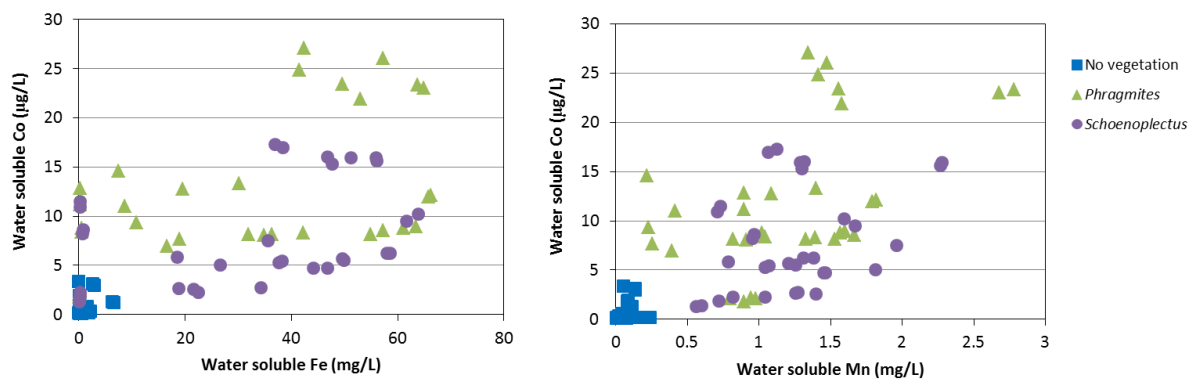 Water soluble Co (µg/L)
30
25
20
15
10
5
0
0 20 40 60 80
Water soluble Fe (mg/L)
Water soluble Co (µg/L)
30
25
20
15
10
5
0
0 0.5 1 1.5 2 2.5 3
Water soluble Mn (mg/L)
No vegetation
Phragmites
Schoenoplectus